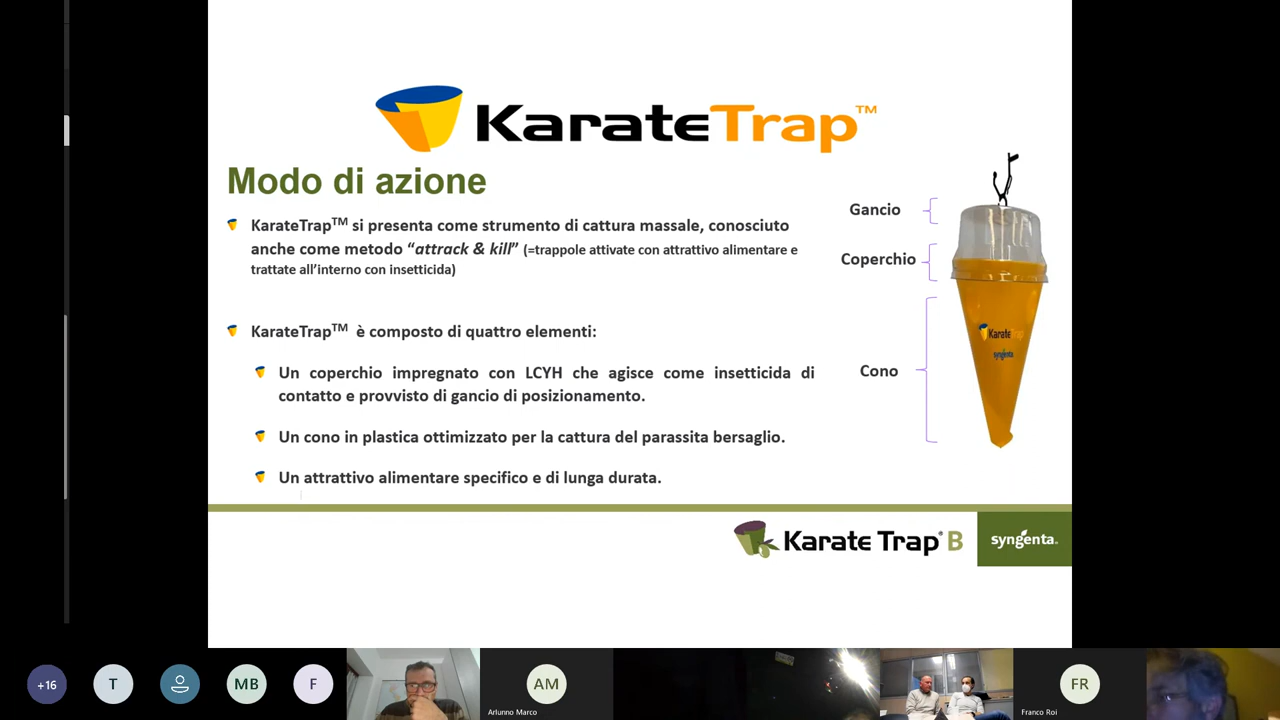 KarateTrap™
Modo di azione
KarateTrapTM si presenta come strumento di cattura massale, conosciuto
anche come metodo “attrack & kill” (=trappole attivate con attrattivo alimentare e
trattate all’interno con insetticida)
KarateTrapTM è composto di quattro elementi:
Un coperchio impregnato con LCYH che agisce come insetticida di
contatto e provvisto di gancio di posizionamento.
Un cono in plastica ottimizzato per la cattura del parassita bersaglio.
Un attrattivo alimentare specifico e di lunga durata.
Gancio
Coperchio
Cono
KarateTrap
syngenta
Karate Trap® B
syngenta.
+16
T
MB
F
AM
Arlunno Marco
FR
Franco Roi